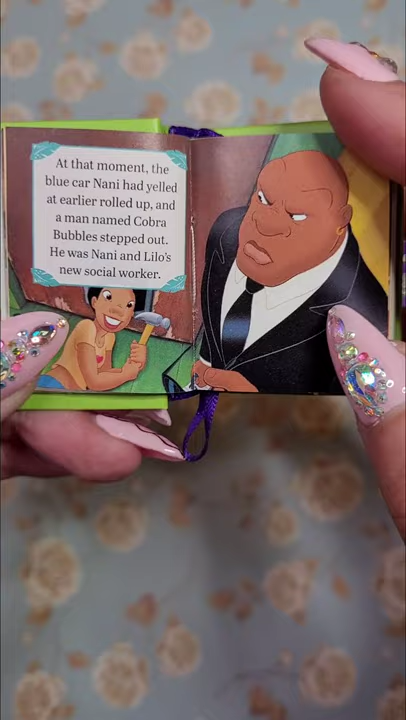 At that moment, the
blue car Nani had yelled
at earlier rolled up, and
a man named Cobra
Bubbles stepped out.
He was Nani and Lilo's
new social worker.